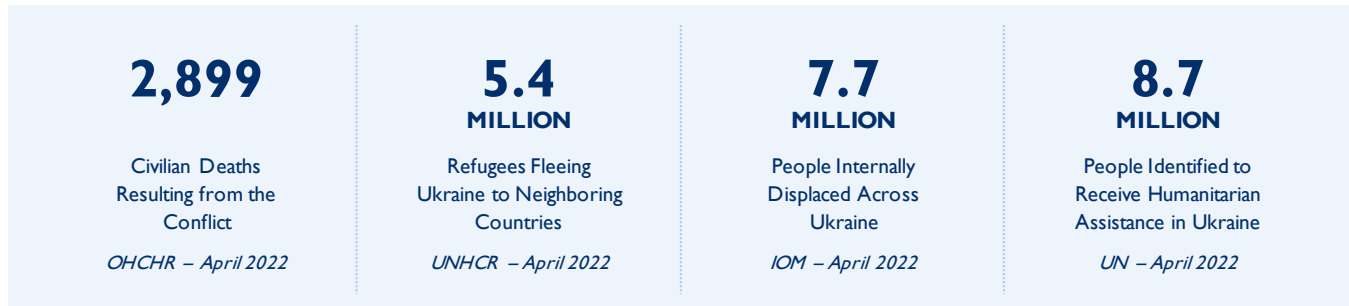 2,899
Civilian Deaths
Resulting from the
Conflict
OHCHR – April 2022
5.4
MILLION
Refugees Fleeing
Ukraine to Neighboring
Countries
UNHCR – April 2022
7.7
MILLION
People Internally
Displaced Across
Ukraine
IOM – April 2022
8.7
MILLION
People Identified to
Receive Humanitarian
Assistance in Ukraine
UN – April 2022